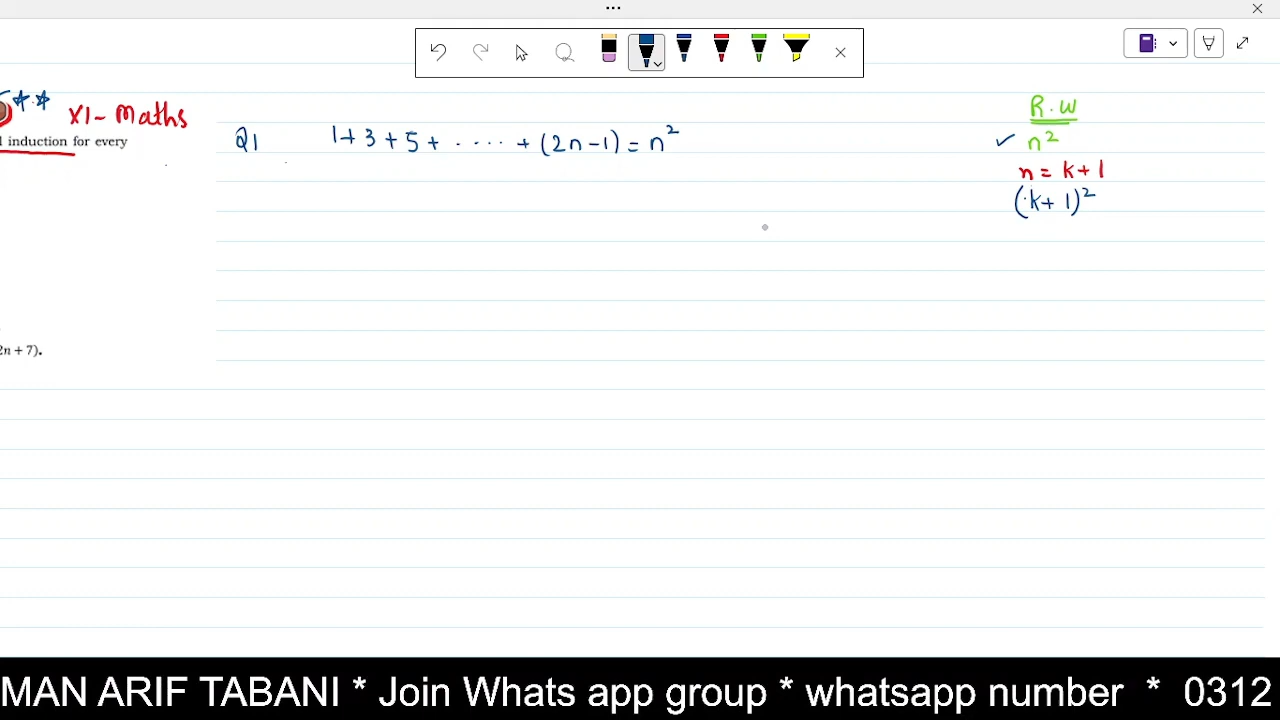 XI- Maths
l induction for every
Q1 1+3+5+.....+(2n-1)=n²
R.W
✓ n²
n = k+1
(k+1)²
2n + 7).
MAN ARIF TABANI * Join Whats app group * whatsapp number * 0312